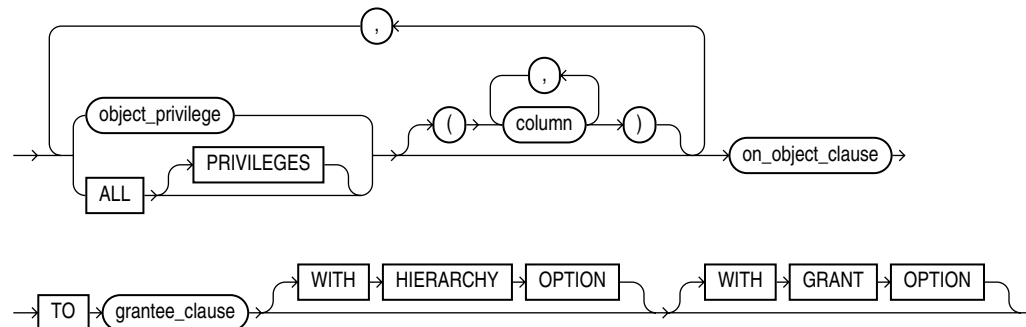 ,
,
object_privilege
( column )
PRIVILEGES
on_object_clause
ALL
WITH HIERARCHY OPTION WITH GRANT OPTION
TO grantee_clause